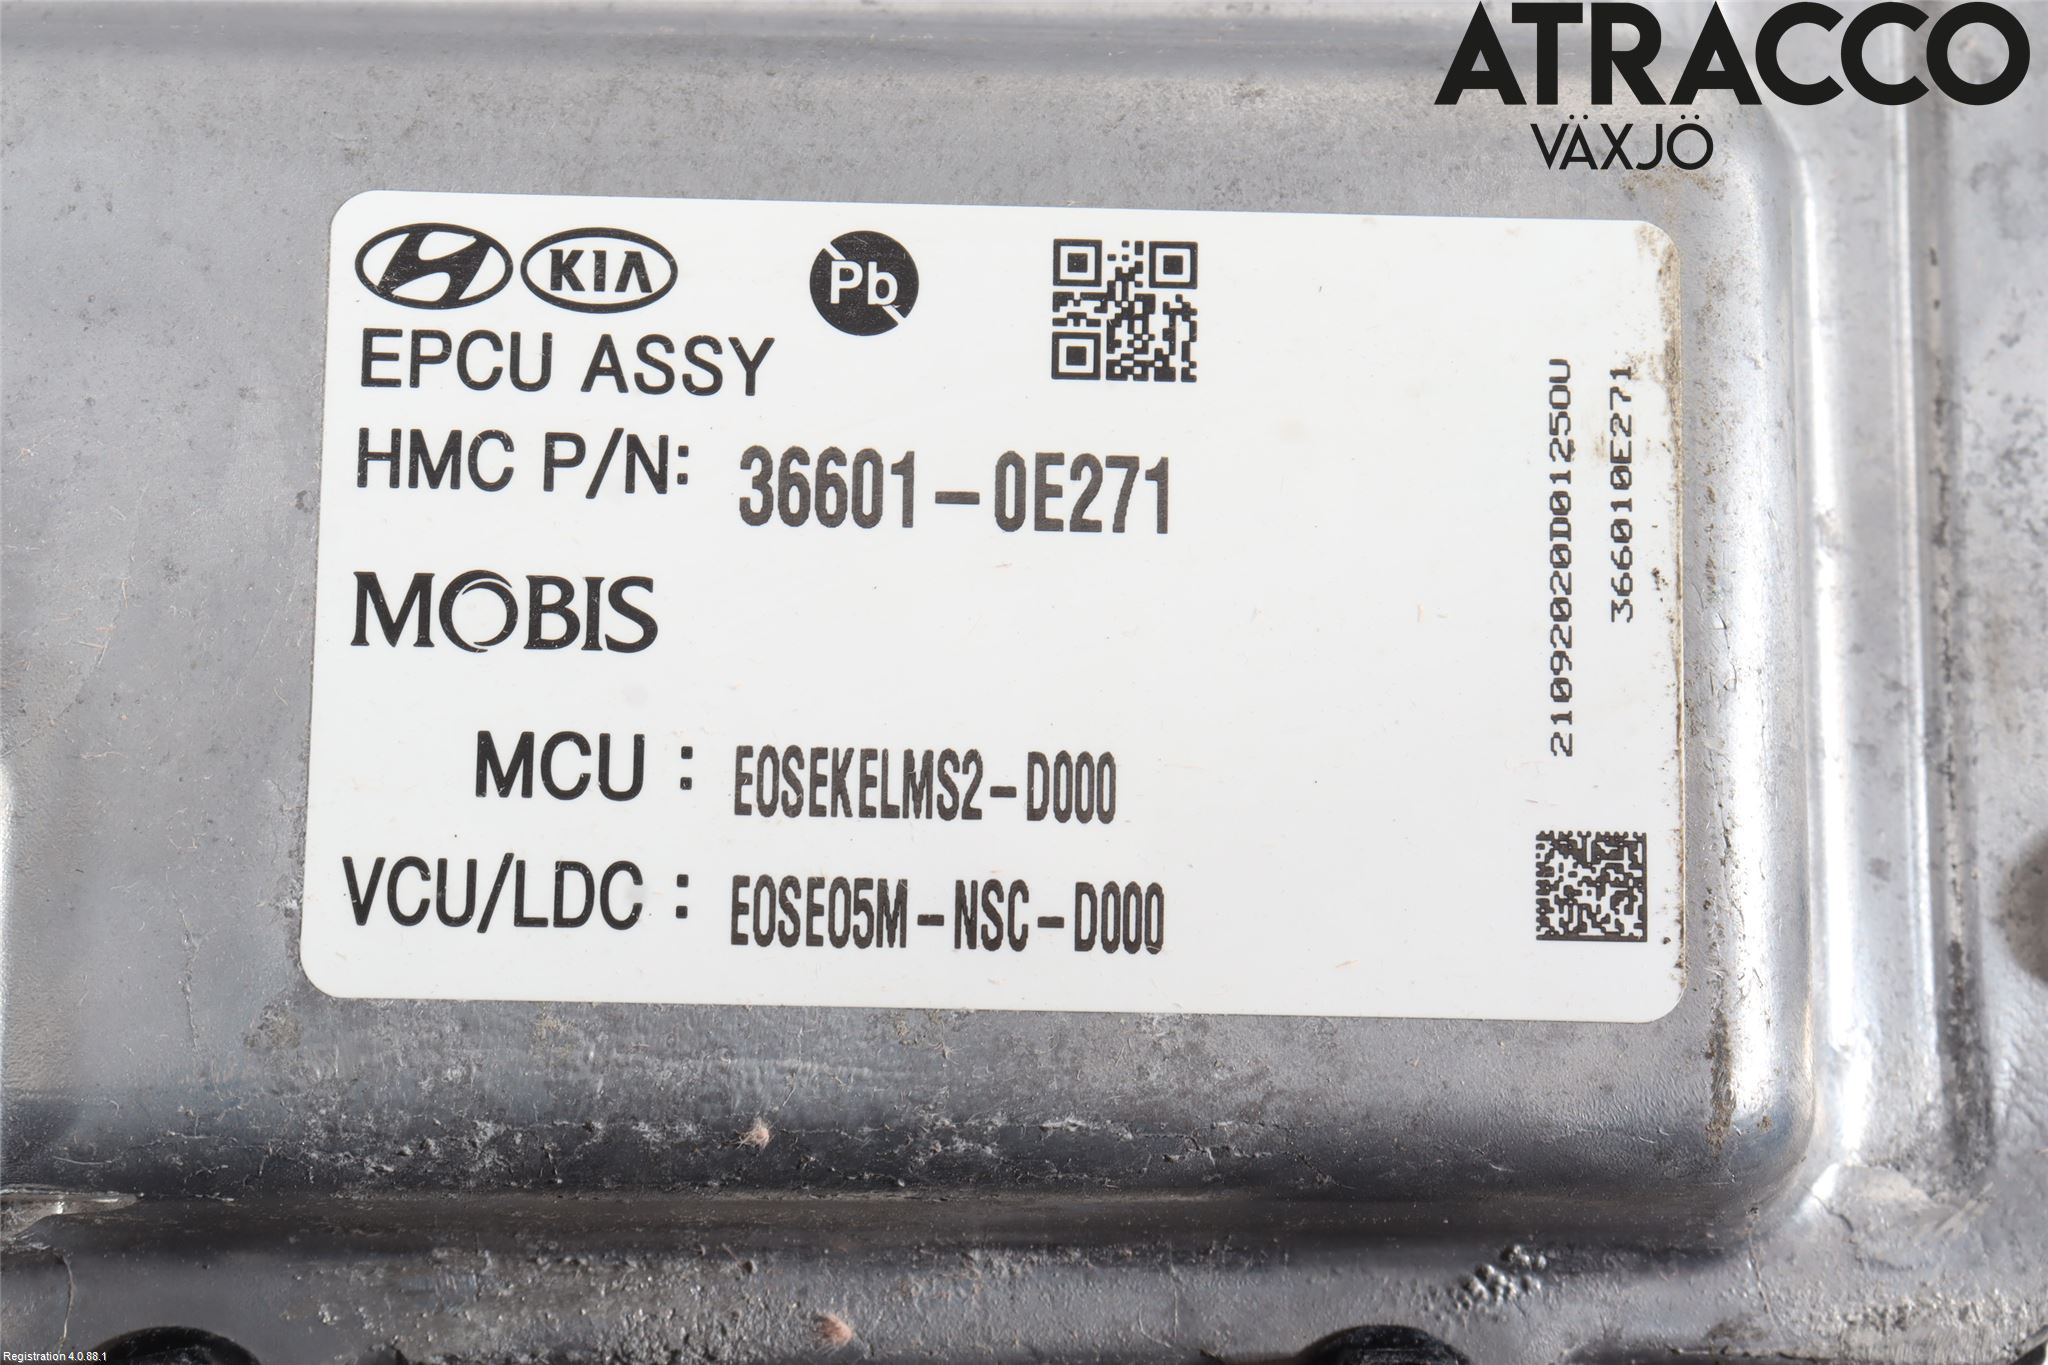 ATRACCO
VÄXJÖ
KIA
Pb
EPCU ASSY
HMC P/N: 36601-0E271
MOBIS
MCU : E0SEKELMS2-D000
VCU/LDC : E0SE05M-NSC-D000
21092020D01250U
366010E271
Registration 4.0.88.1